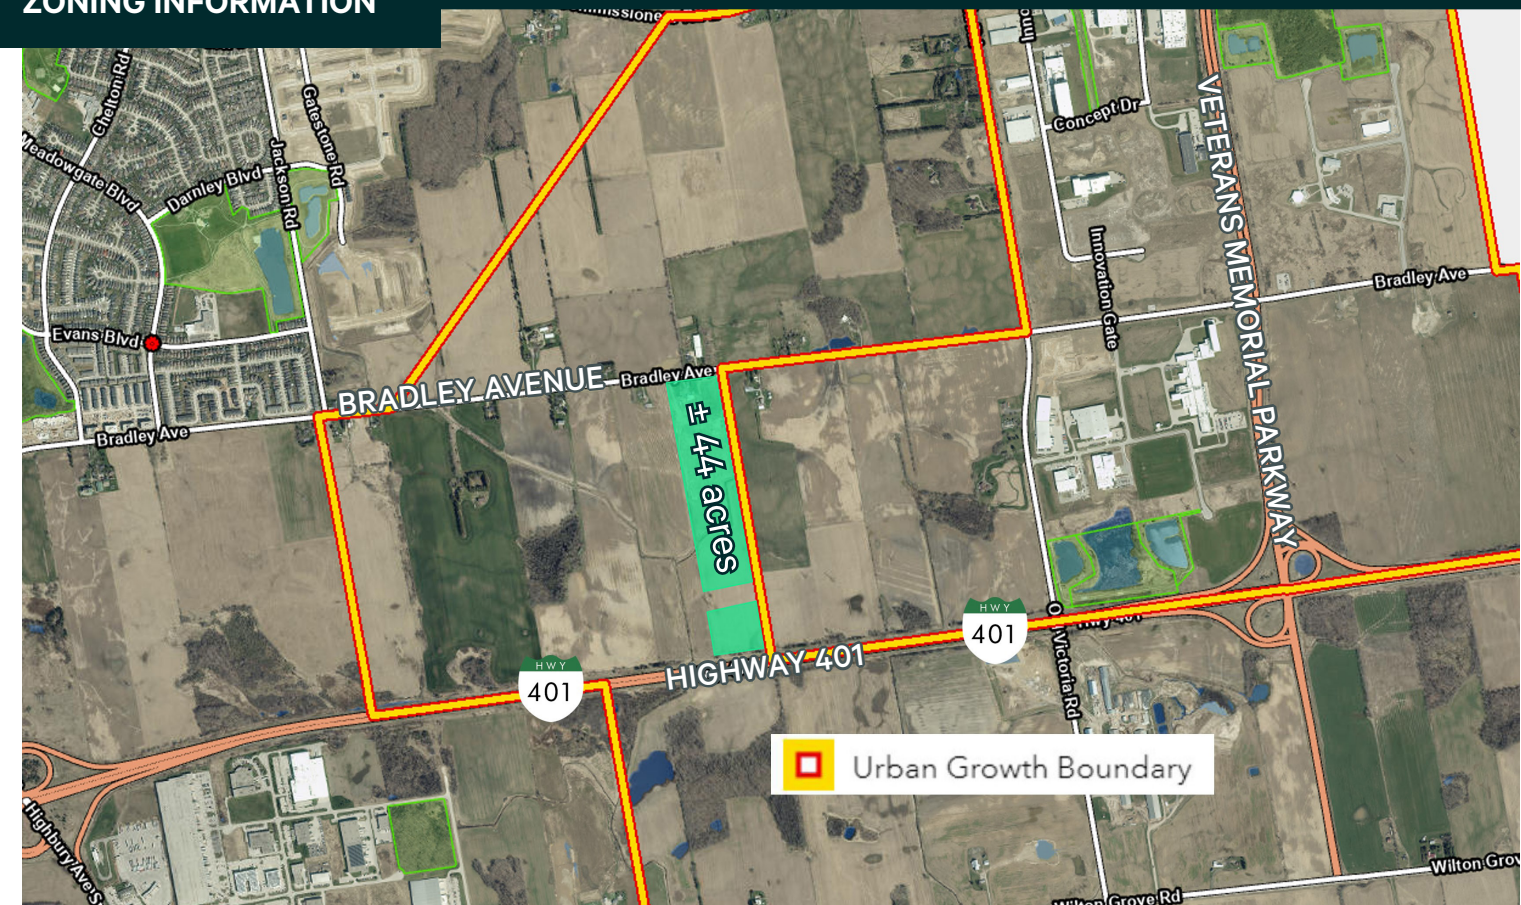 ZONING INFORMATION
Chelton Rd
Gatestone Rd
Meadowgate Blvd
Darnley Blvd
Jackson Rd
Concept Dr
VETERANS MEMORIAL PARKWAY
Innovation Gate
Bradley Ave
Evans Blvd
BRADLEY AVENUE
Bradley Ave
Bradley Ave
± 44 acres
HWY
401
HWY
401
Hwy 401
HIGHWAY 401
Victoria Rd
Urban Growth Boundary
Highbury Ave S
Wilton Grov
Wilton Grove Rd